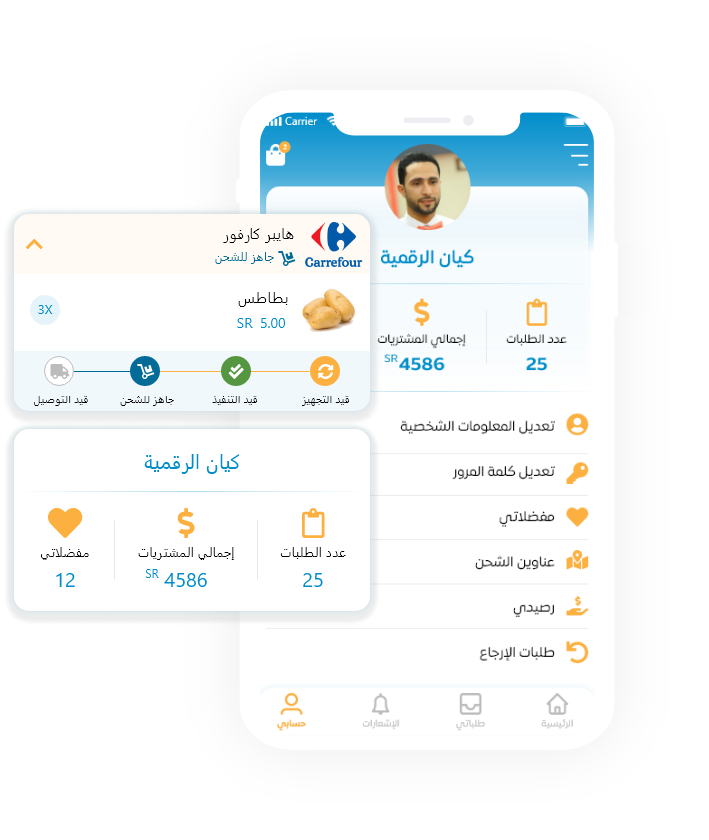 Carrier
2
كيان الرقمية
عدد الطلبات
25
إجمالي المشتريات
SR 4586
تعديل المعلومات الشخصية
تعديل كلمة المرور
مفضلاتي
عناوين الشحن
رصيدي
طلبات الإرجاع
الرئيسية
طلباتي
الإشعارات
حسابي
Carrefour
هايبر كارفور
جاهز للشحن
بطاطس
SR 5.00
3X
قيد التجهيز
قيد التنفيذ
جاهز للشحن
قيد التوصيل
كيان الرقمية
عدد الطلبات
25
إجمالي المشتريات
SR 4586
مفضلاتي
12